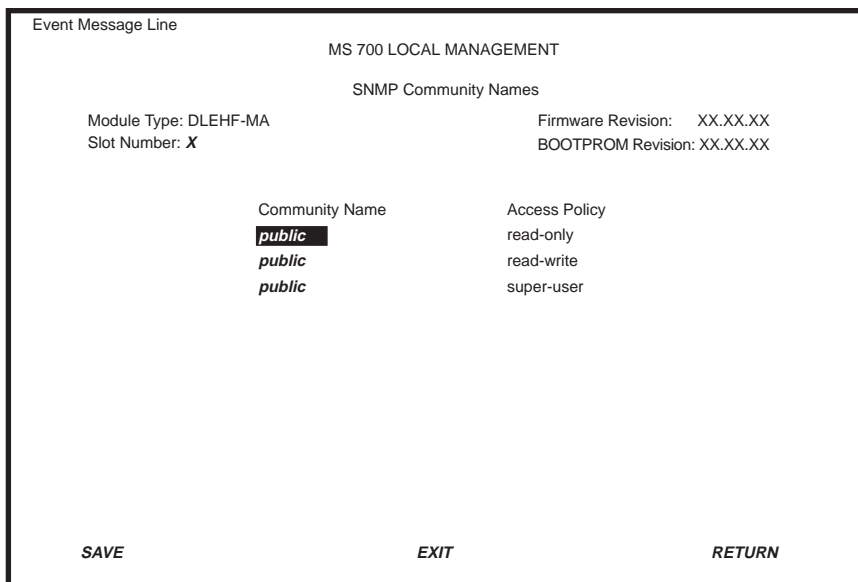 Event Message Line
MS 700 LOCAL MANAGEMENT
SNMP Community Names
Module Type: DLEHF-MA Firmware Revision: XX.XX.XX
Slot Number: X BOOTPROM Revision: XX.XX.XX
Community Name Access Policy
public read-only
public read-write
public super-user
SAVE EXIT RETURN